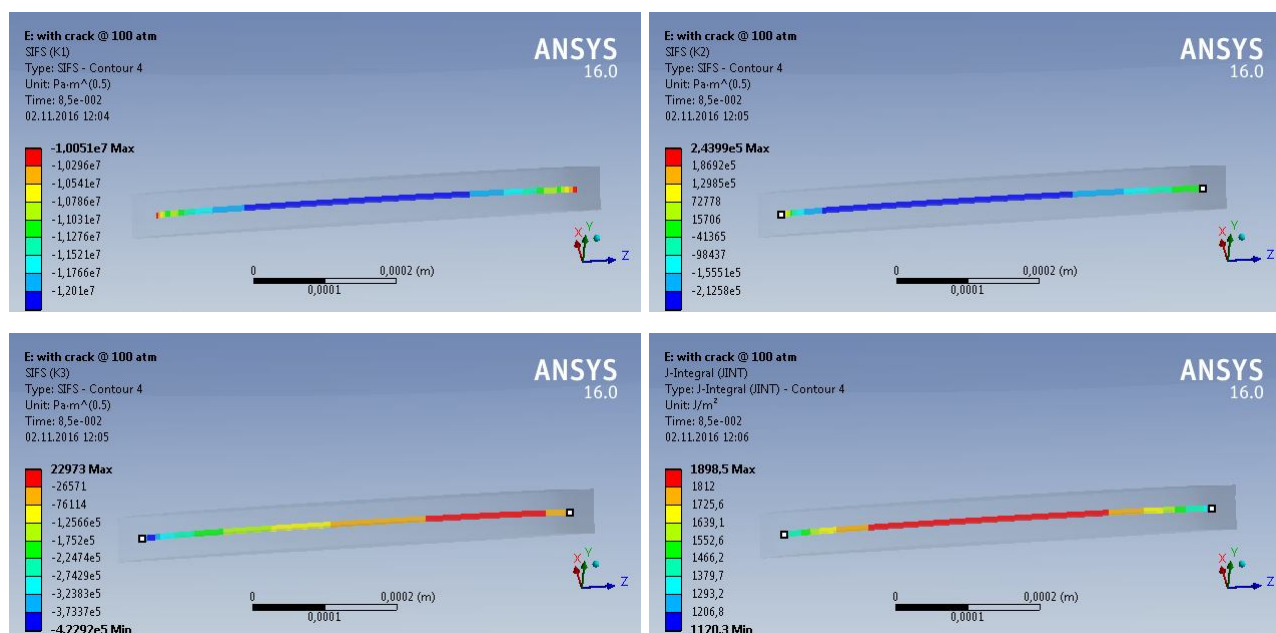 E: with crack @ 100 atm
SIFS (K1)
Type: SIFS - Contour 4
Unit: Pa·m^(0.5)
Time: 8,5e-002
02.11.2016 12:04
ANSYS
16.0
-1,0051e7 Max
-1,0296e7
-1,0541e7
-1,0786e7
-1,1031e7
-1,1276e7
-1,1521e7
-1,1766e7
-1,201e7
0
0,0002 (m)
0,0001
X
Y
Z
E: with crack @ 100 atm
SIFS (K2)
Type: SIFS - Contour 4
Unit: Pa·m^(0.5)
Time: 8,5e-002
02.11.2016 12:05
ANSYS
16.0
2,4399e5 Max
1,8692e5
1,2985e5
72778
15706
-41365
-98437
-1,5551e5
-2,1258e5
0
0,0002 (m)
0,0001
X
Y
Z
E: with crack @ 100 atm
SIFS (K3)
Type: SIFS - Contour 4
Unit: Pa·m^(0.5)
Time: 8,5e-002
02.11.2016 12:05
ANSYS
16.0
22973 Max
-26571
-76114
-1,2566e5
-1,752e5
-2,2474e5
-2,7429e5
-3,2383e5
-3,7337e5
-4,2292e5 Min
0
0,0002 (m)
0,0001
X
Y
Z
E: with crack @ 100 atm
J-Integral (JINT)
Type: J-Integral (JINT) - Contour 4
Unit: J/m²
Time: 8,5e-002
02.11.2016 12:06
ANSYS
16.0
1898,5 Max
1812
1725,6
1639,1
1552,6
1466,2
1379,7
1293,2
1206,8
1120,3 Min
0
0,0002 (m)
0,0001
X
Y
Z